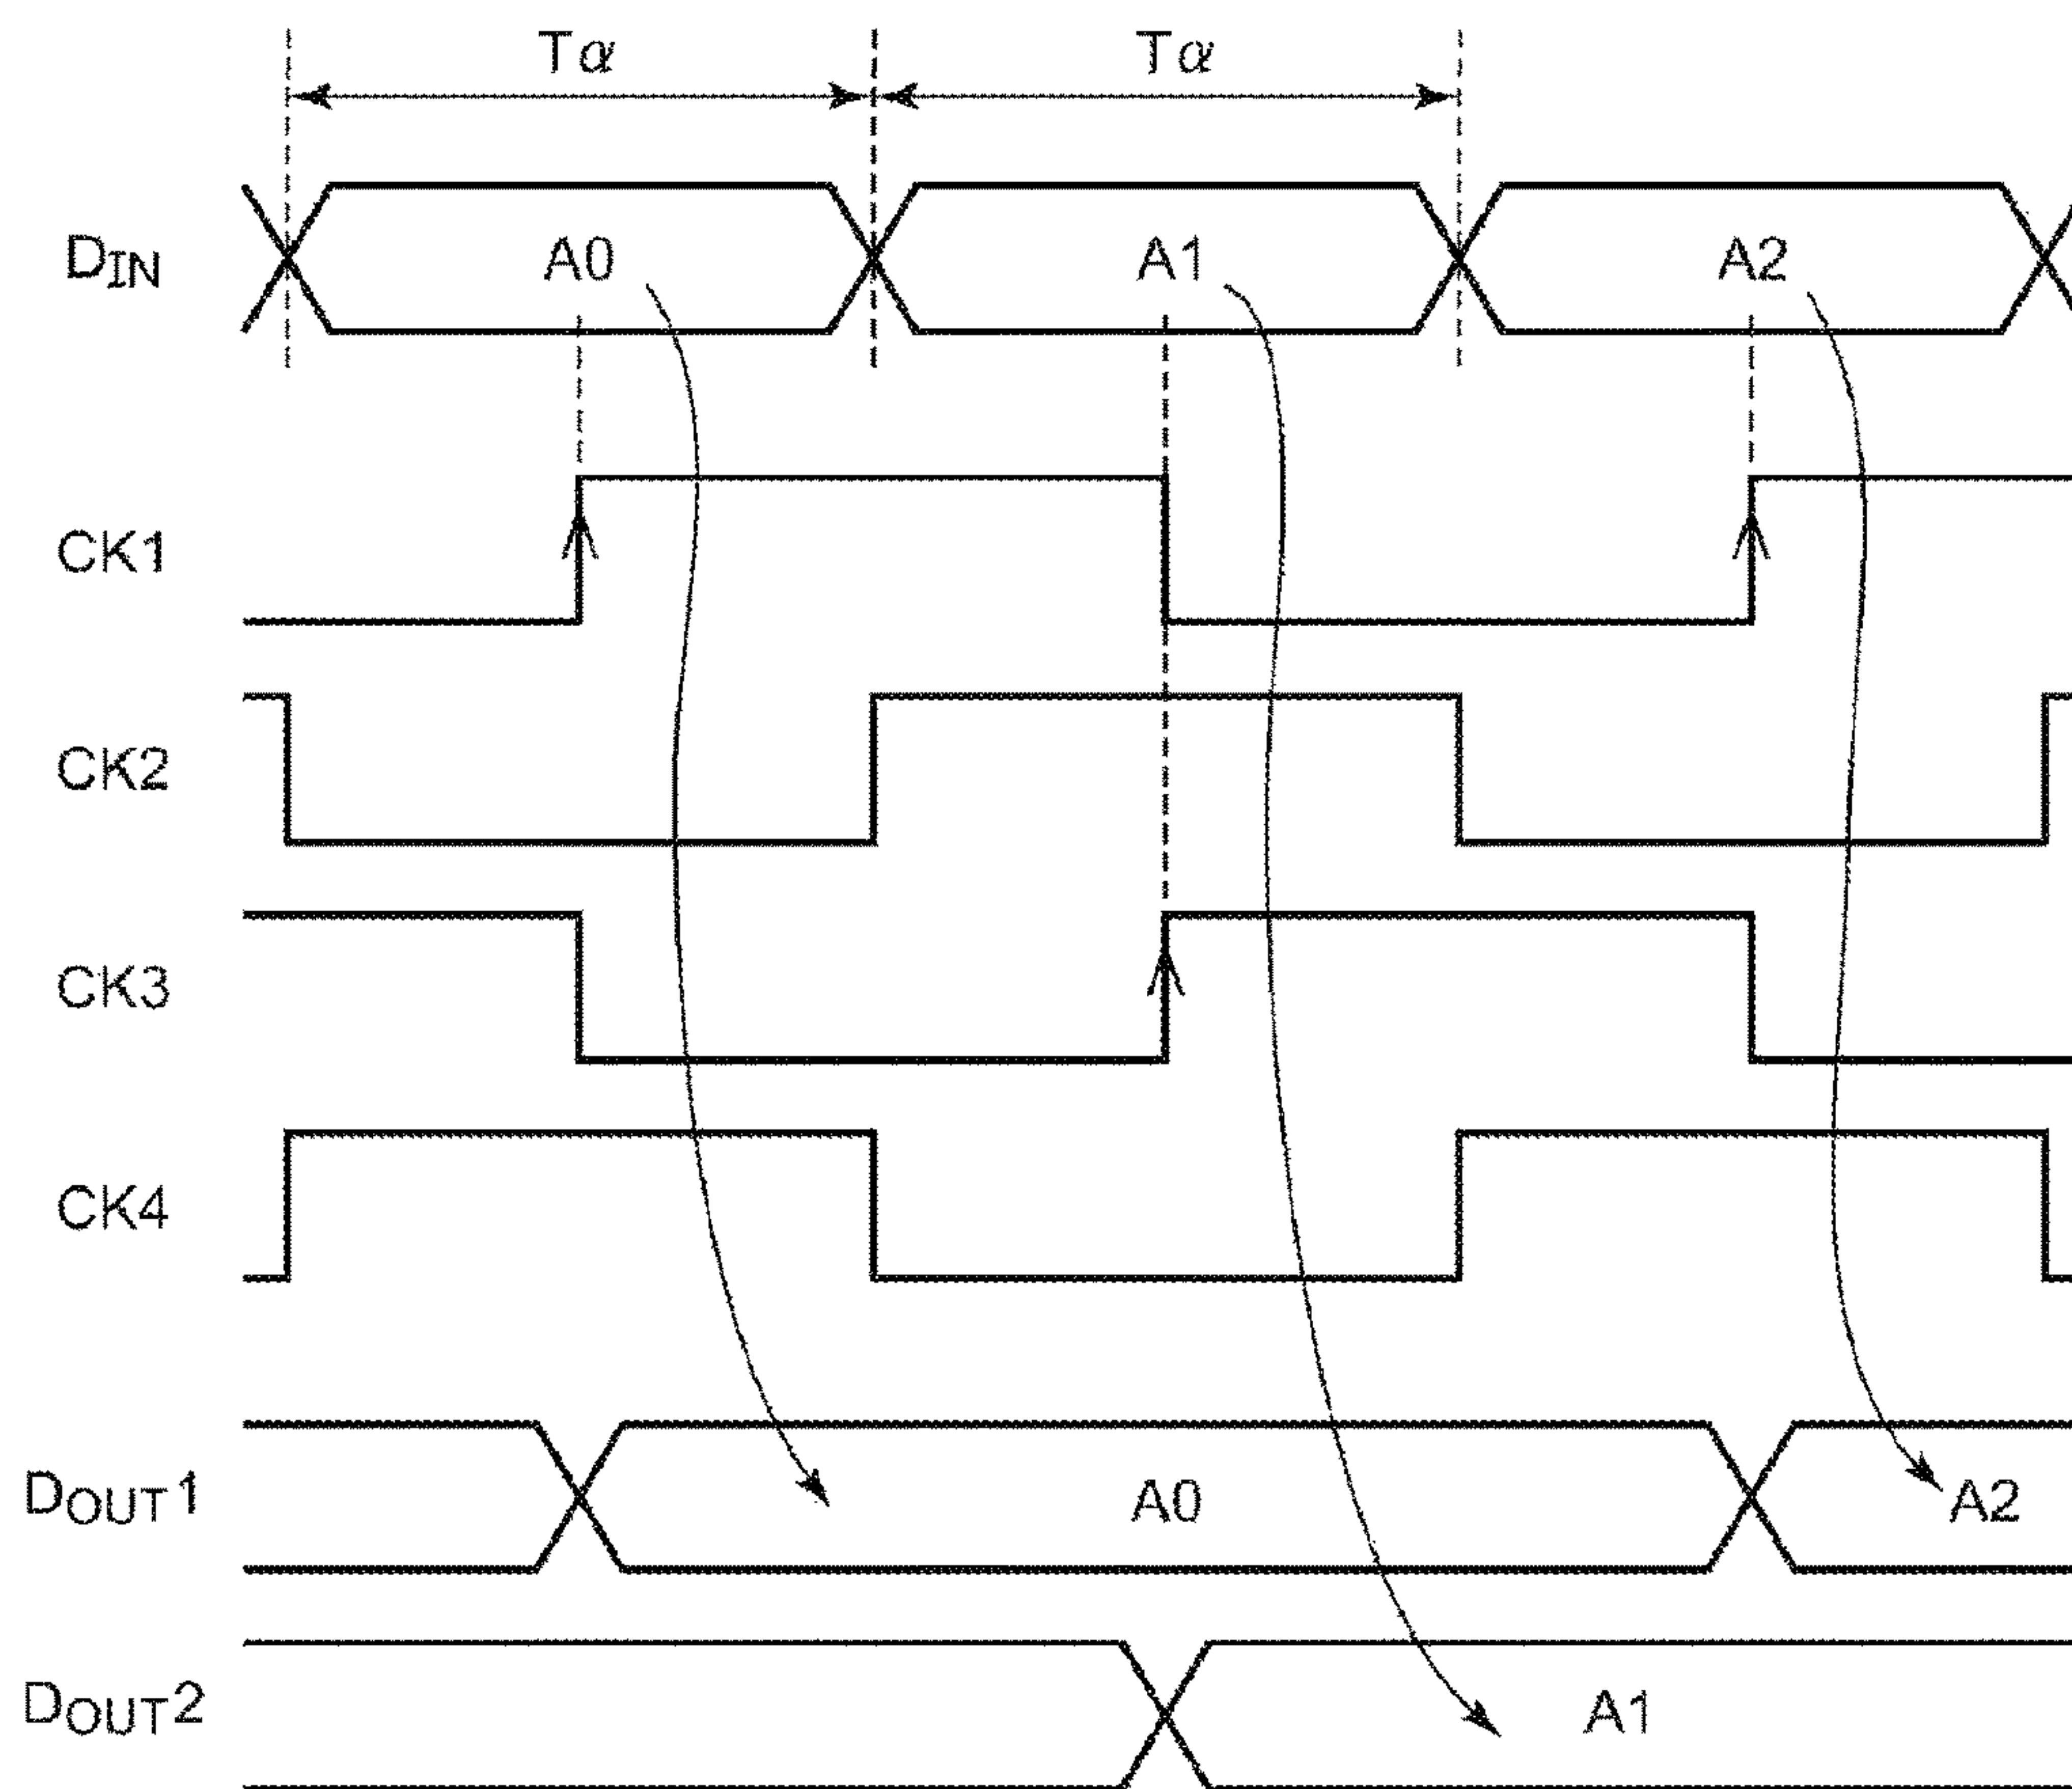 Tα Tα
DIN A0 A1 A2
CK1
CK2
CK3
CK4
DOUT1 A0 A2
DOUT2 A1